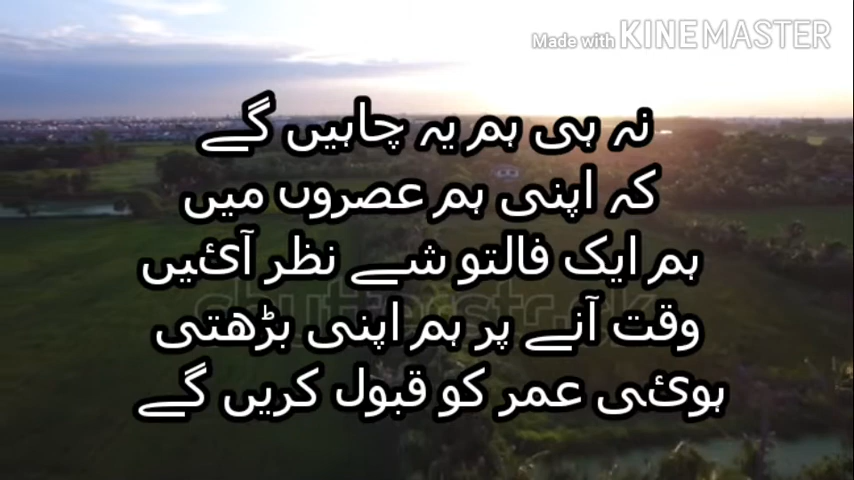 Made with KINEMASTER
نہ ہی ہم یہ چاہیں گے
کہ اپنی ہم عصروں میں
ہم ایک فالتو شے نظر آئیں
وقت آنے پر ہم اپنی بڑھتی
ہوئی عمر کو قبول کریں گے
shutterstock